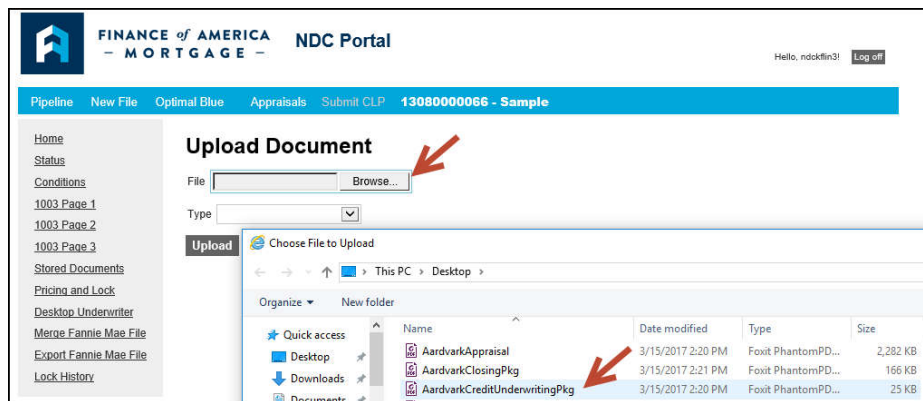 FINANCE of AMERICA
- MORTGAGE -
NDC Portal
Hello, ndckflin3! Log off
Pipeline New File Optimal Blue Appraisals Submit CLP 13080000066 - Sample
Home
Status
Conditions
1003 Page 1
1003 Page 2
1003 Page 3
Stored Documents
Pricing and Lock
Desktop Underwriter
Merge Fannie Mae File
Export Fannie Mae File
Lock History
Upload Document
File Browse...
Type
Upload
Choose File to Upload
This PC > Desktop >
Organize New folder
Quick access
Desktop
Downloads
Documents
Name Date modified Type Size
AardvarkAppraisal 3/15/2017 2:20 PM Foxit PhantomPD... 2,282 KB
AardvarkClosingPkg 3/15/2017 2:21 PM Foxit PhantomPD... 166 KB
AardvarkCreditUnderwritingPkg 3/15/2017 2:20 PM Foxit PhantomPD... 25 KB